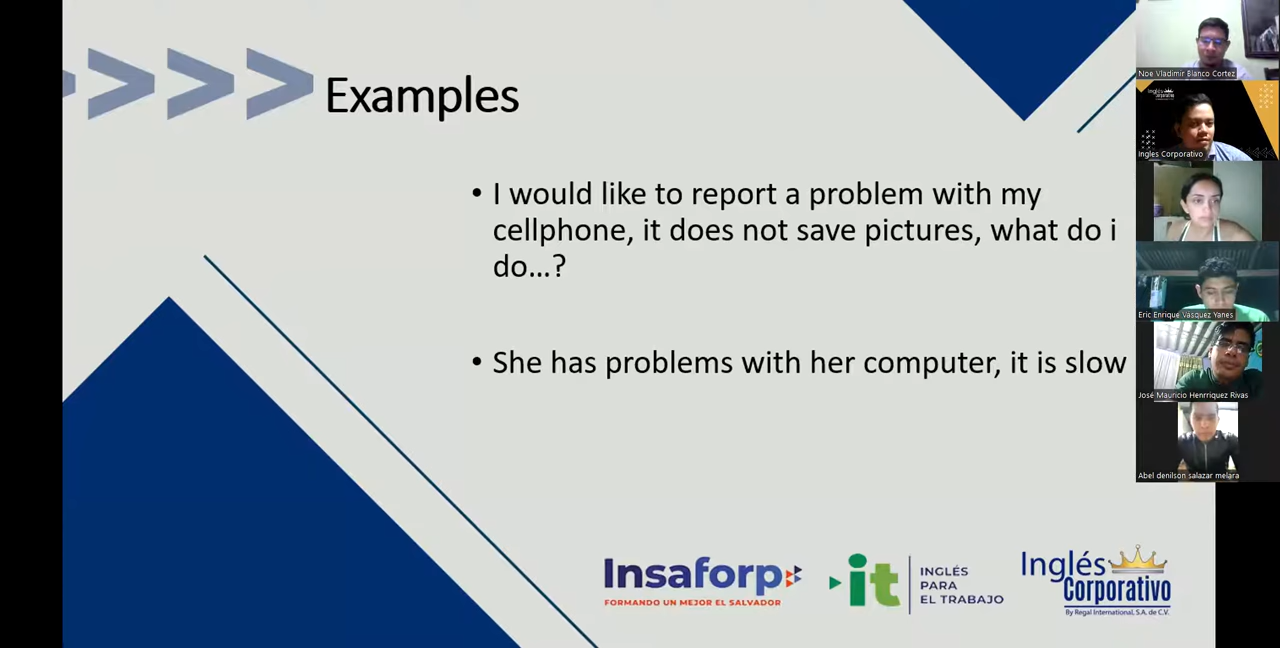 Examples
• I would like to report a problem with my
cellphone, it does not save pictures, what do i
do...?
• She has problems with her computer, it is slow
Insaforp
FORMANDO UN MEJOR EL SALVADOR
it
INGLÉS
PARA
EL TRABAJO
Inglés
Corporativo
By Regal International, S.A. de C.V.
Noe Vladimir Blanco Cortez
Inglés
Corporativo
Ingles Corporativo
Eric Enrique Vasquez Yanes
José Mauricio Henrriquez Rivas
Abel denilson salazar melara